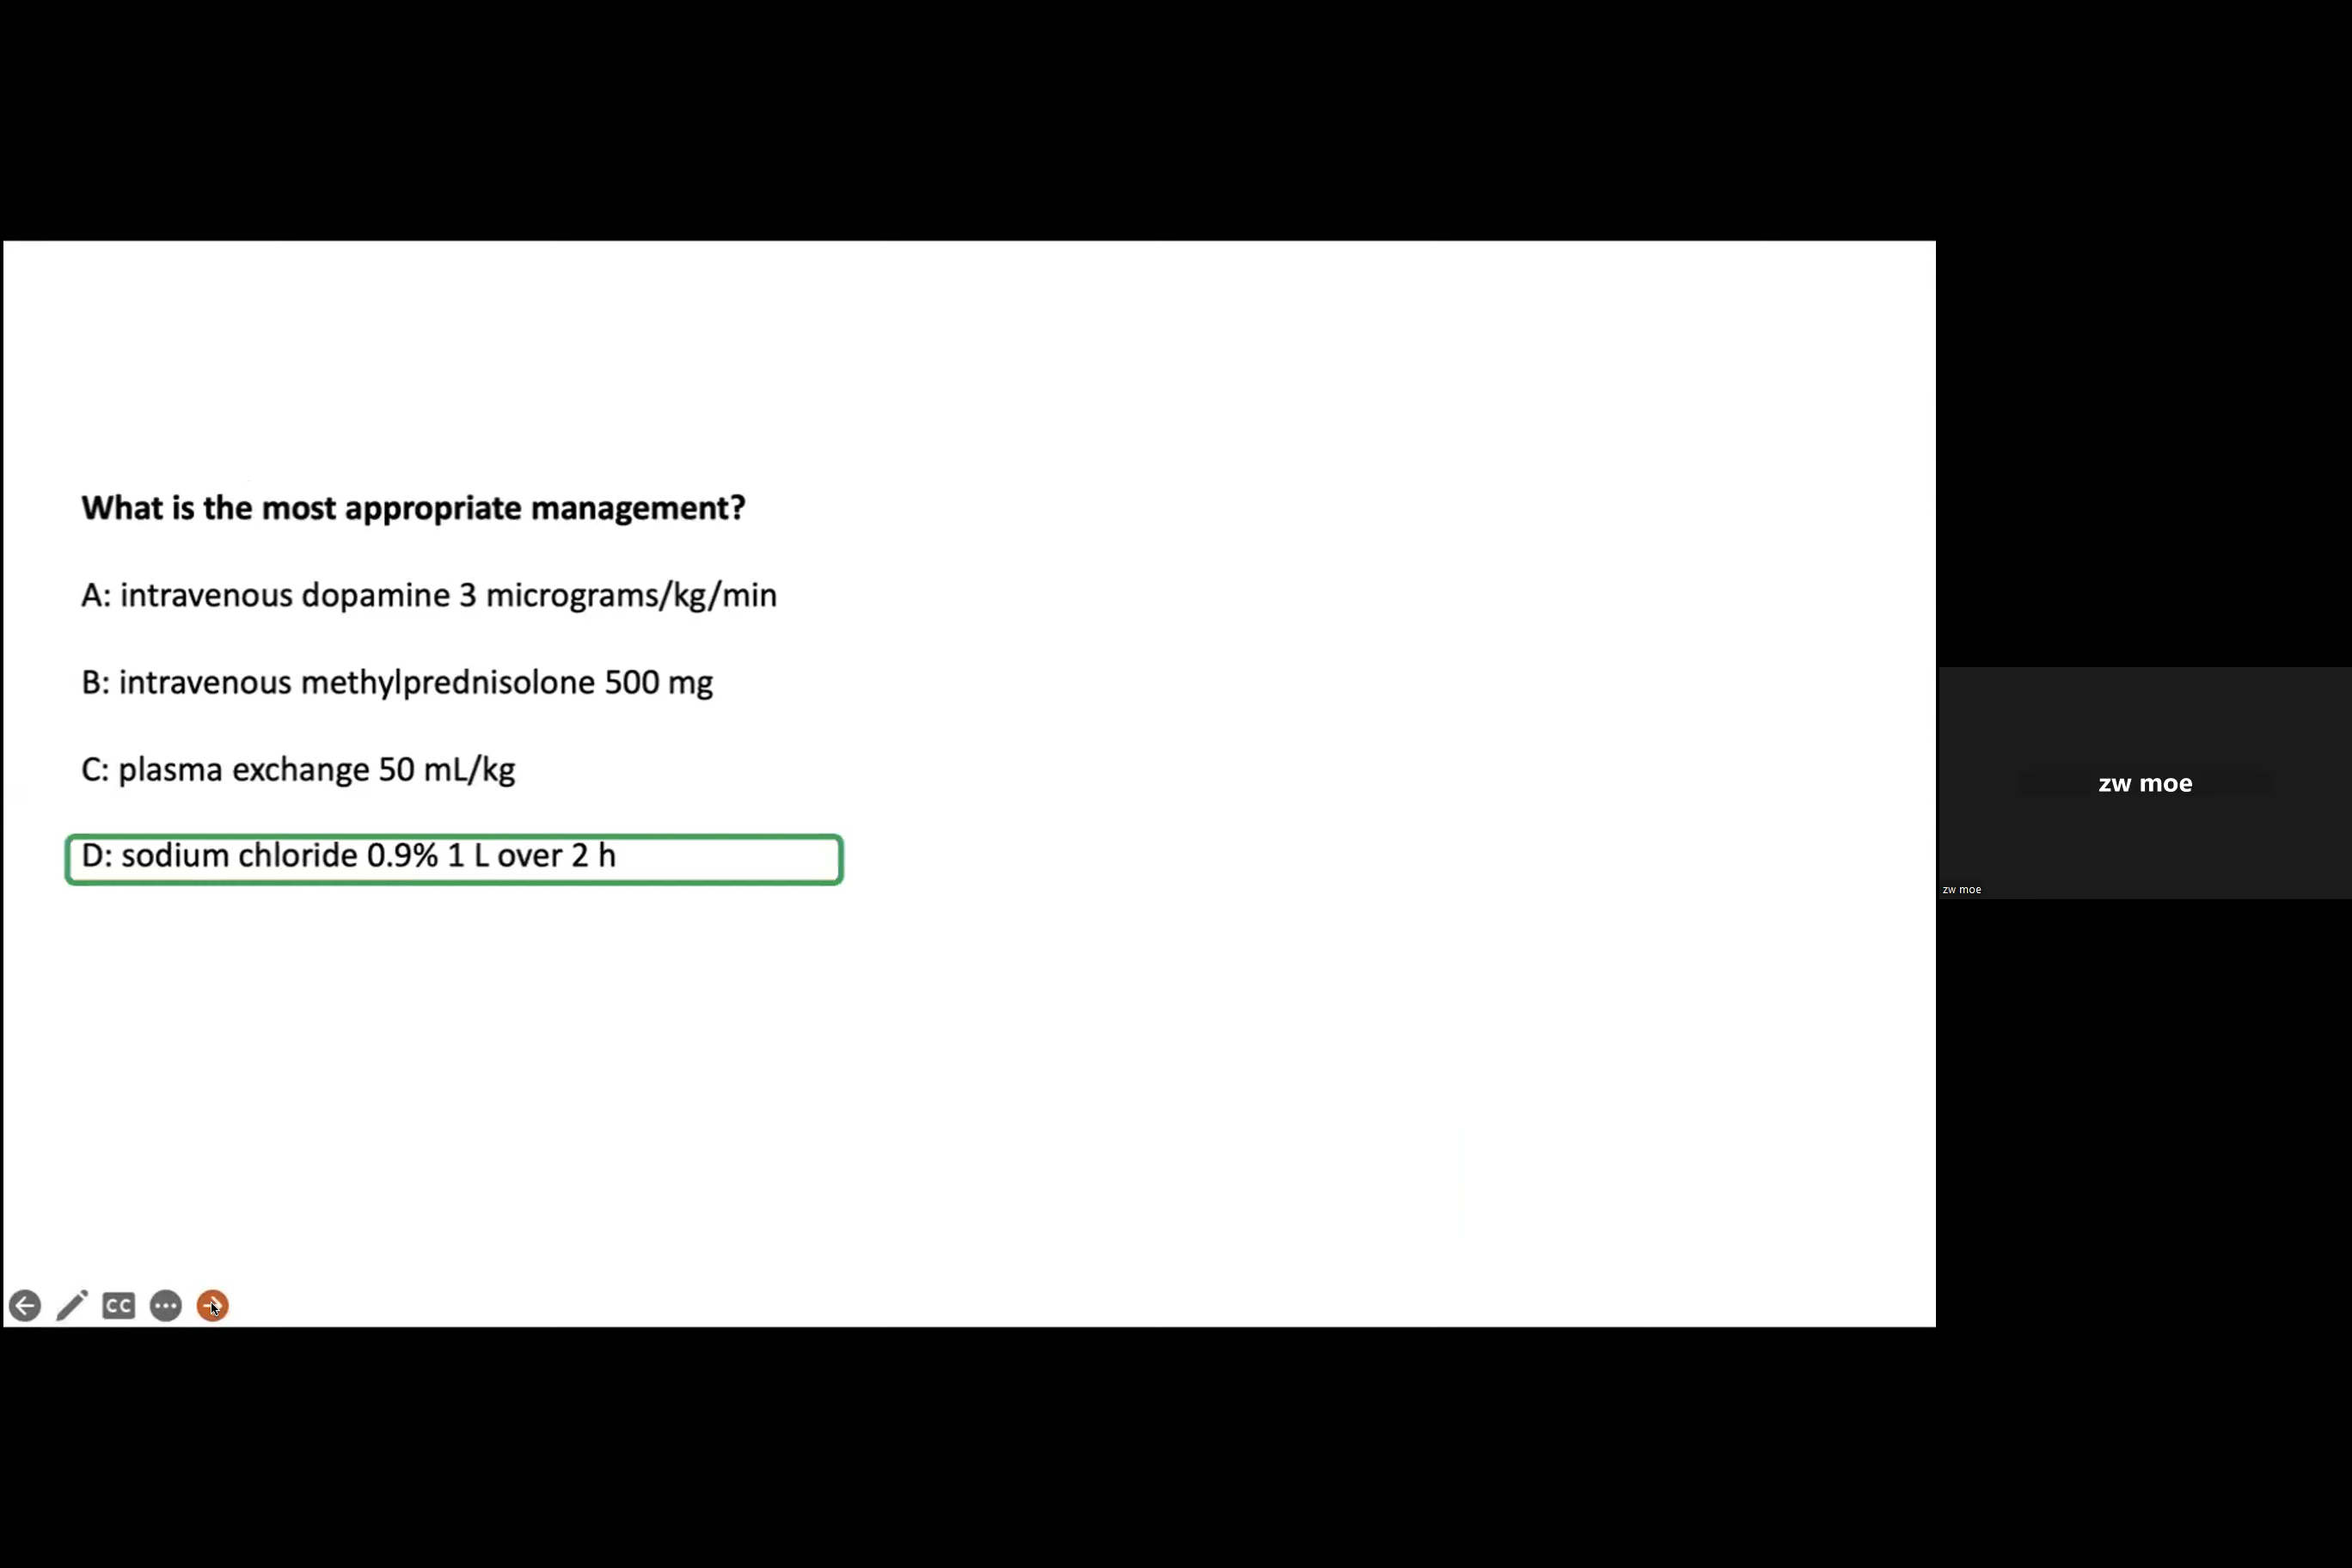 What is the most appropriate management?
A: intravenous dopamine 3 micrograms/kg/min
B: intravenous methylprednisolone 500 mg
C: plasma exchange 50 mL/kg
D: sodium chloride 0.9% 1 L over 2 h
CC
zw moe
zw moe